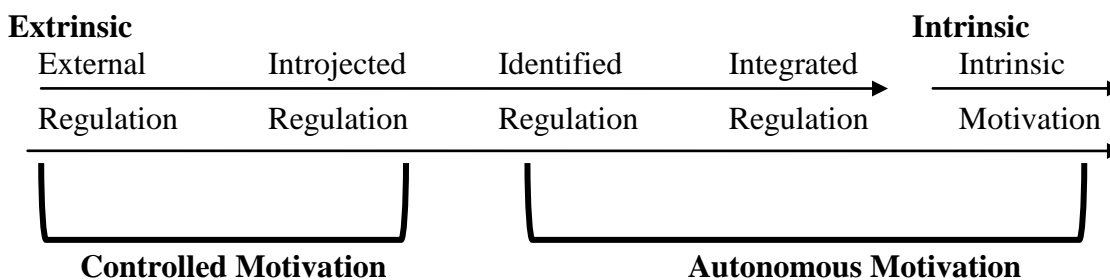 Extrinsic Intrinsic
External Introjected Identified Integrated Intrinsic
Regulation Regulation Regulation Regulation Motivation
Controlled Motivation Autonomous Motivation